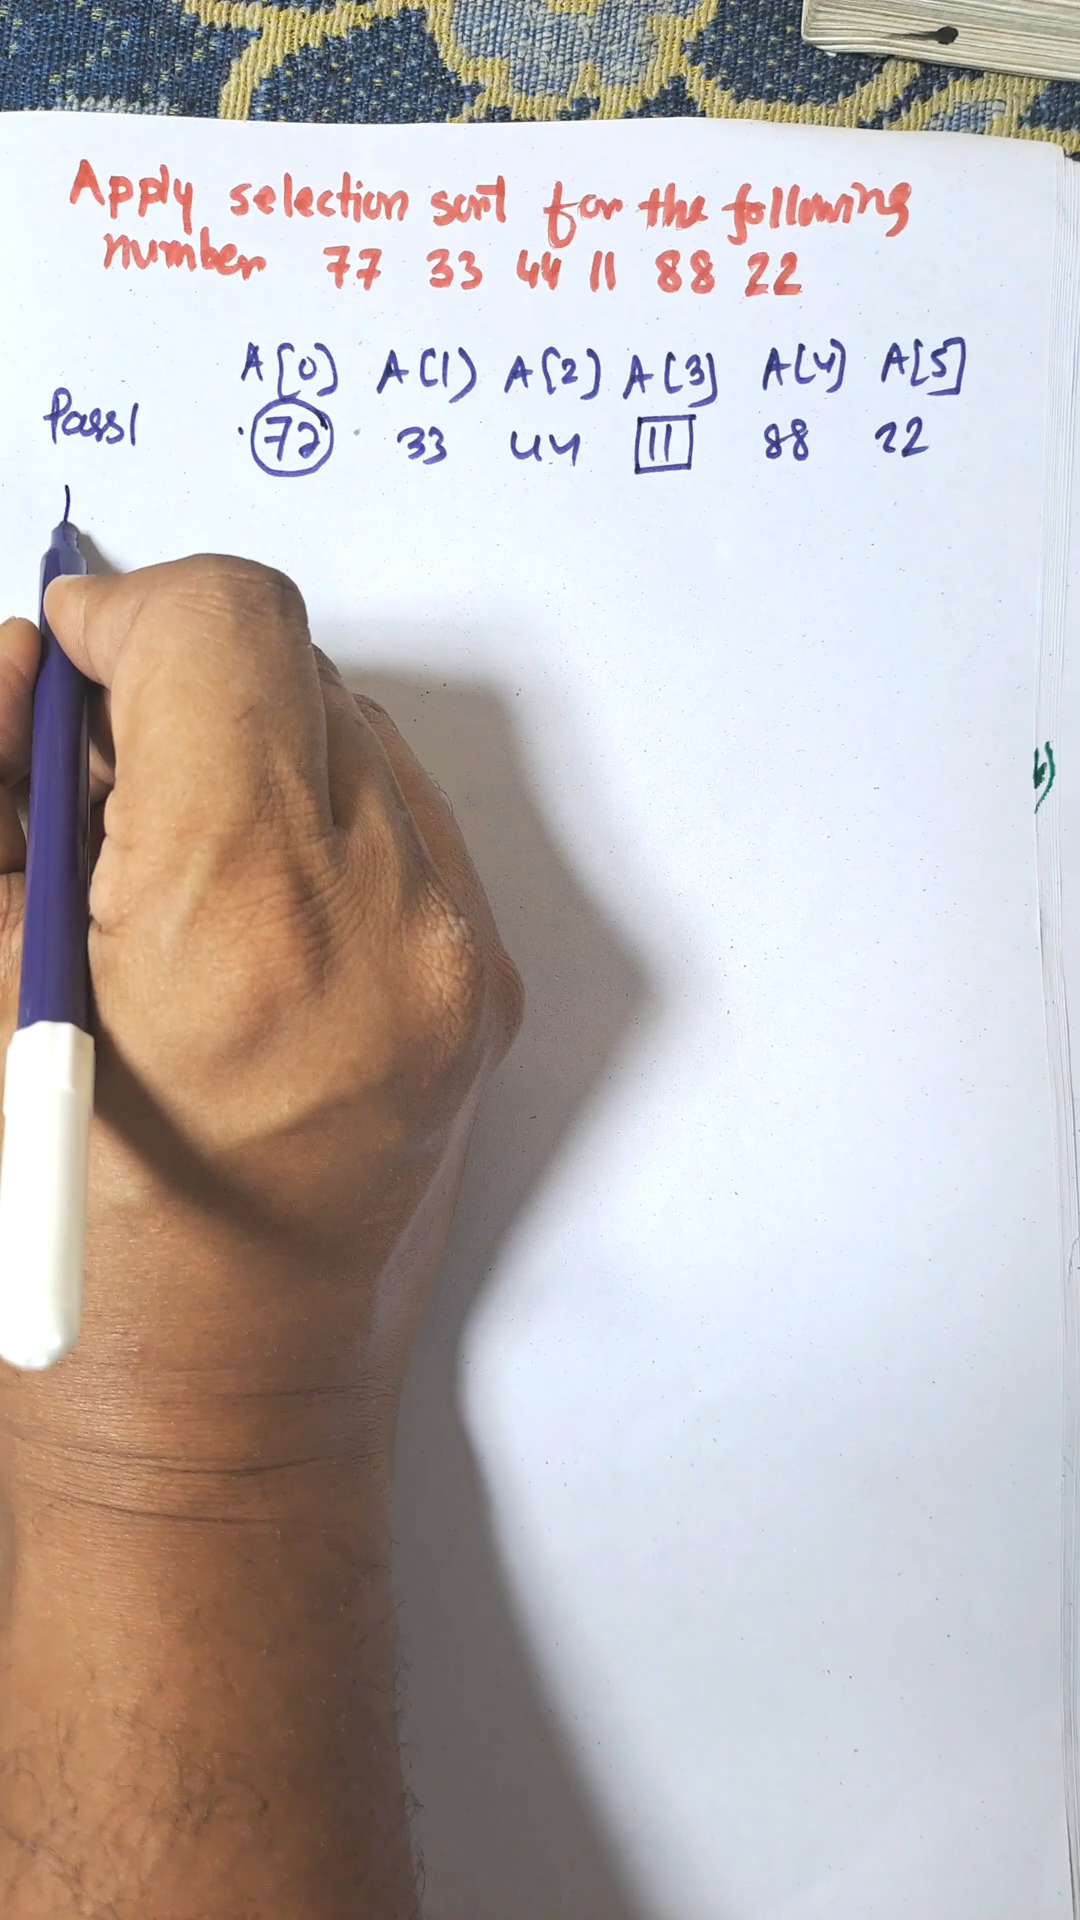 Apply selection sort for the following
number 77 33 44 11 88 22
A[0] A[1] A[2] A[3] A[4] A[5]
Pass1 77 33 44 11 88 22
b)